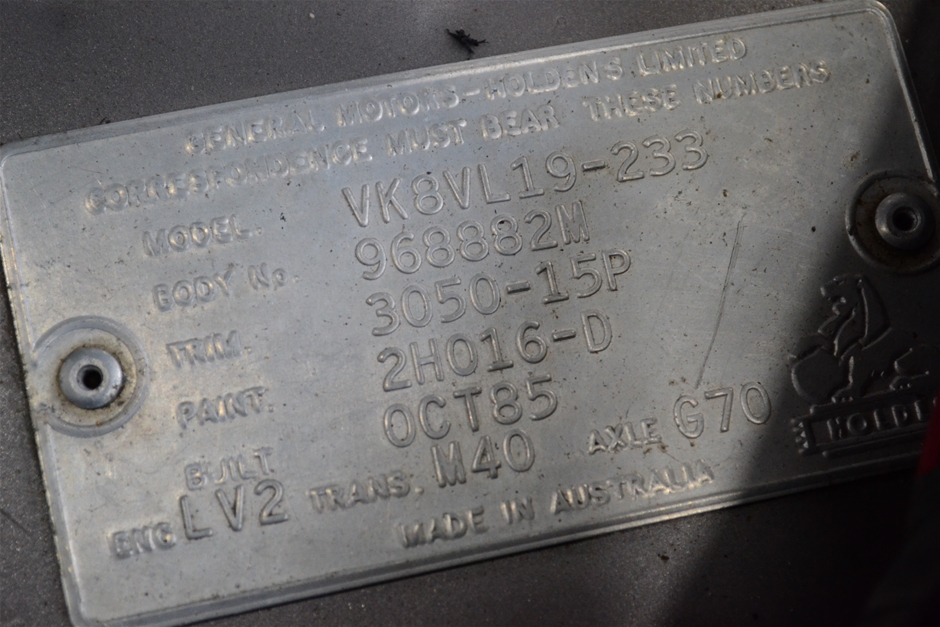 GENERAL MOTORS-HOLDEN'S LIMITED
CORRESPONDENCE MUST BEAR THESE NUMBERS
MODEL. VK8VL19-233
BODY No. 968882M
TRIM. 3050-15P
PAINT. 2H016-D
BUILT OCT85
ENG LV2 TRANS. M40 AXLE G70
MADE IN AUSTRALIA
HOLDEN